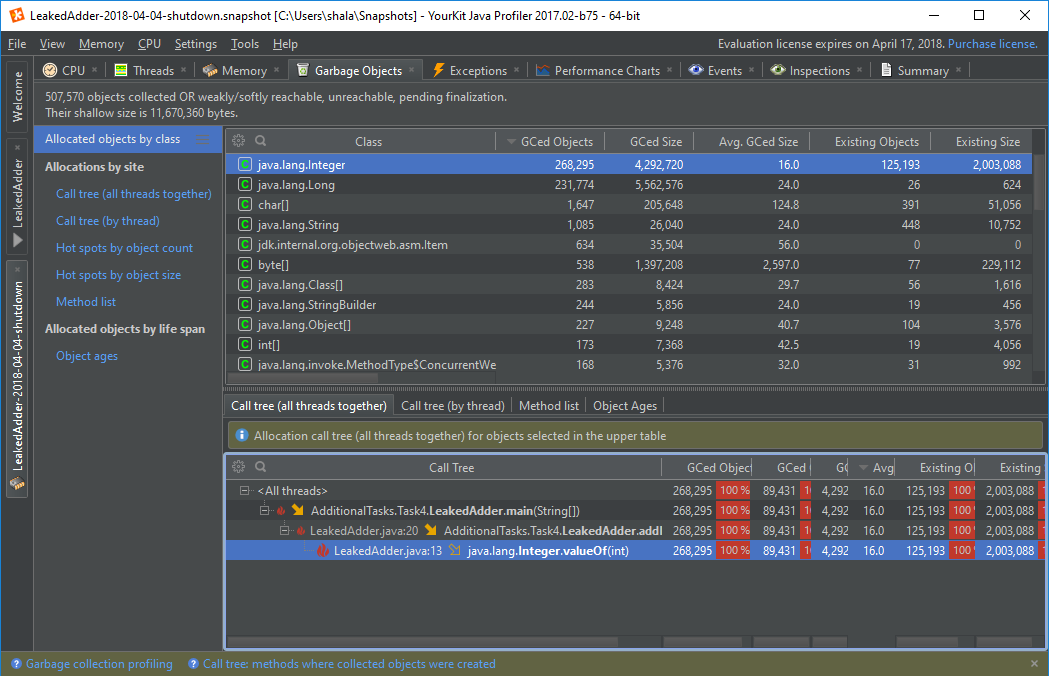 LeakedAdder-2018-04-04-shutdown.snapshot [C:\Users\shala\Snapshots] - YourKit Java Profiler 2017.02-b75 - 64-bit
File View Memory CPU Settings Tools Help Evaluation license expires on April 17, 2018. Purchase license.
CPU Threads Memory Garbage Objects Exceptions Performance Charts Events Inspections Summary
Welcome
LeakedAdder
LeakedAdder-2018-04-04-shutdown
507,570 objects collected OR weakly/softly reachable, unreachable, pending finalization.
Their shallow size is 11,670,360 bytes.
Allocated objects by class
Allocations by site
Call tree (all threads together)
Call tree (by thread)
Hot spots by object count
Hot spots by object size
Method list
Allocated objects by life span
Object ages
Class GCed Objects GCed Size Avg. GCed Size Existing Objects Existing Size
C java.lang.Integer 268,295 4,292,720 16.0 125,193 2,003,088
C java.lang.Long 231,774 5,562,576 24.0 26 624
C char[] 1,647 205,648 124.8 391 51,056
C java.lang.String 1,085 26,040 24.0 448 10,752
C jdk.internal.org.objectweb.asm.Item 634 35,504 56.0 0 0
C byte[] 538 1,397,208 2,597.0 77 229,112
C java.lang.Class[] 283 8,424 29.7 56 1,616
C java.lang.StringBuilder 244 5,856 24.0 19 456
C java.lang.Object[] 227 9,248 40.7 104 3,576
C int[] 173 7,368 42.5 19 4,056
C java.lang.invoke.MethodType$ConcurrentWe 168 5,376 32.0 31 992
Call tree (all threads together) Call tree (by thread) Method list Object Ages
Allocation call tree (all threads together) for objects selected in the upper table
Call Tree GCed Object GCed GC Avg Existing O Existing
<All threads> 268,295 100 % 89,431 4,292 16.0 125,193 100 2,003,088
AdditionalTasks.Task4.LeakedAdder.main(String[]) 268,295 100 % 89,431 4,292 16.0 125,193 100 2,003,088
LeakedAdder.java:20 AdditionalTasks.Task4.LeakedAdder.addI 268,295 100 % 89,431 4,292 16.0 125,193 100 2,003,088
LeakedAdder.java:13 java.lang.Integer.valueOf(int) 268,295 100 % 89,431 4,292 16.0 125,193 100 2,003,088
Garbage collection profiling Call tree: methods where collected objects were created